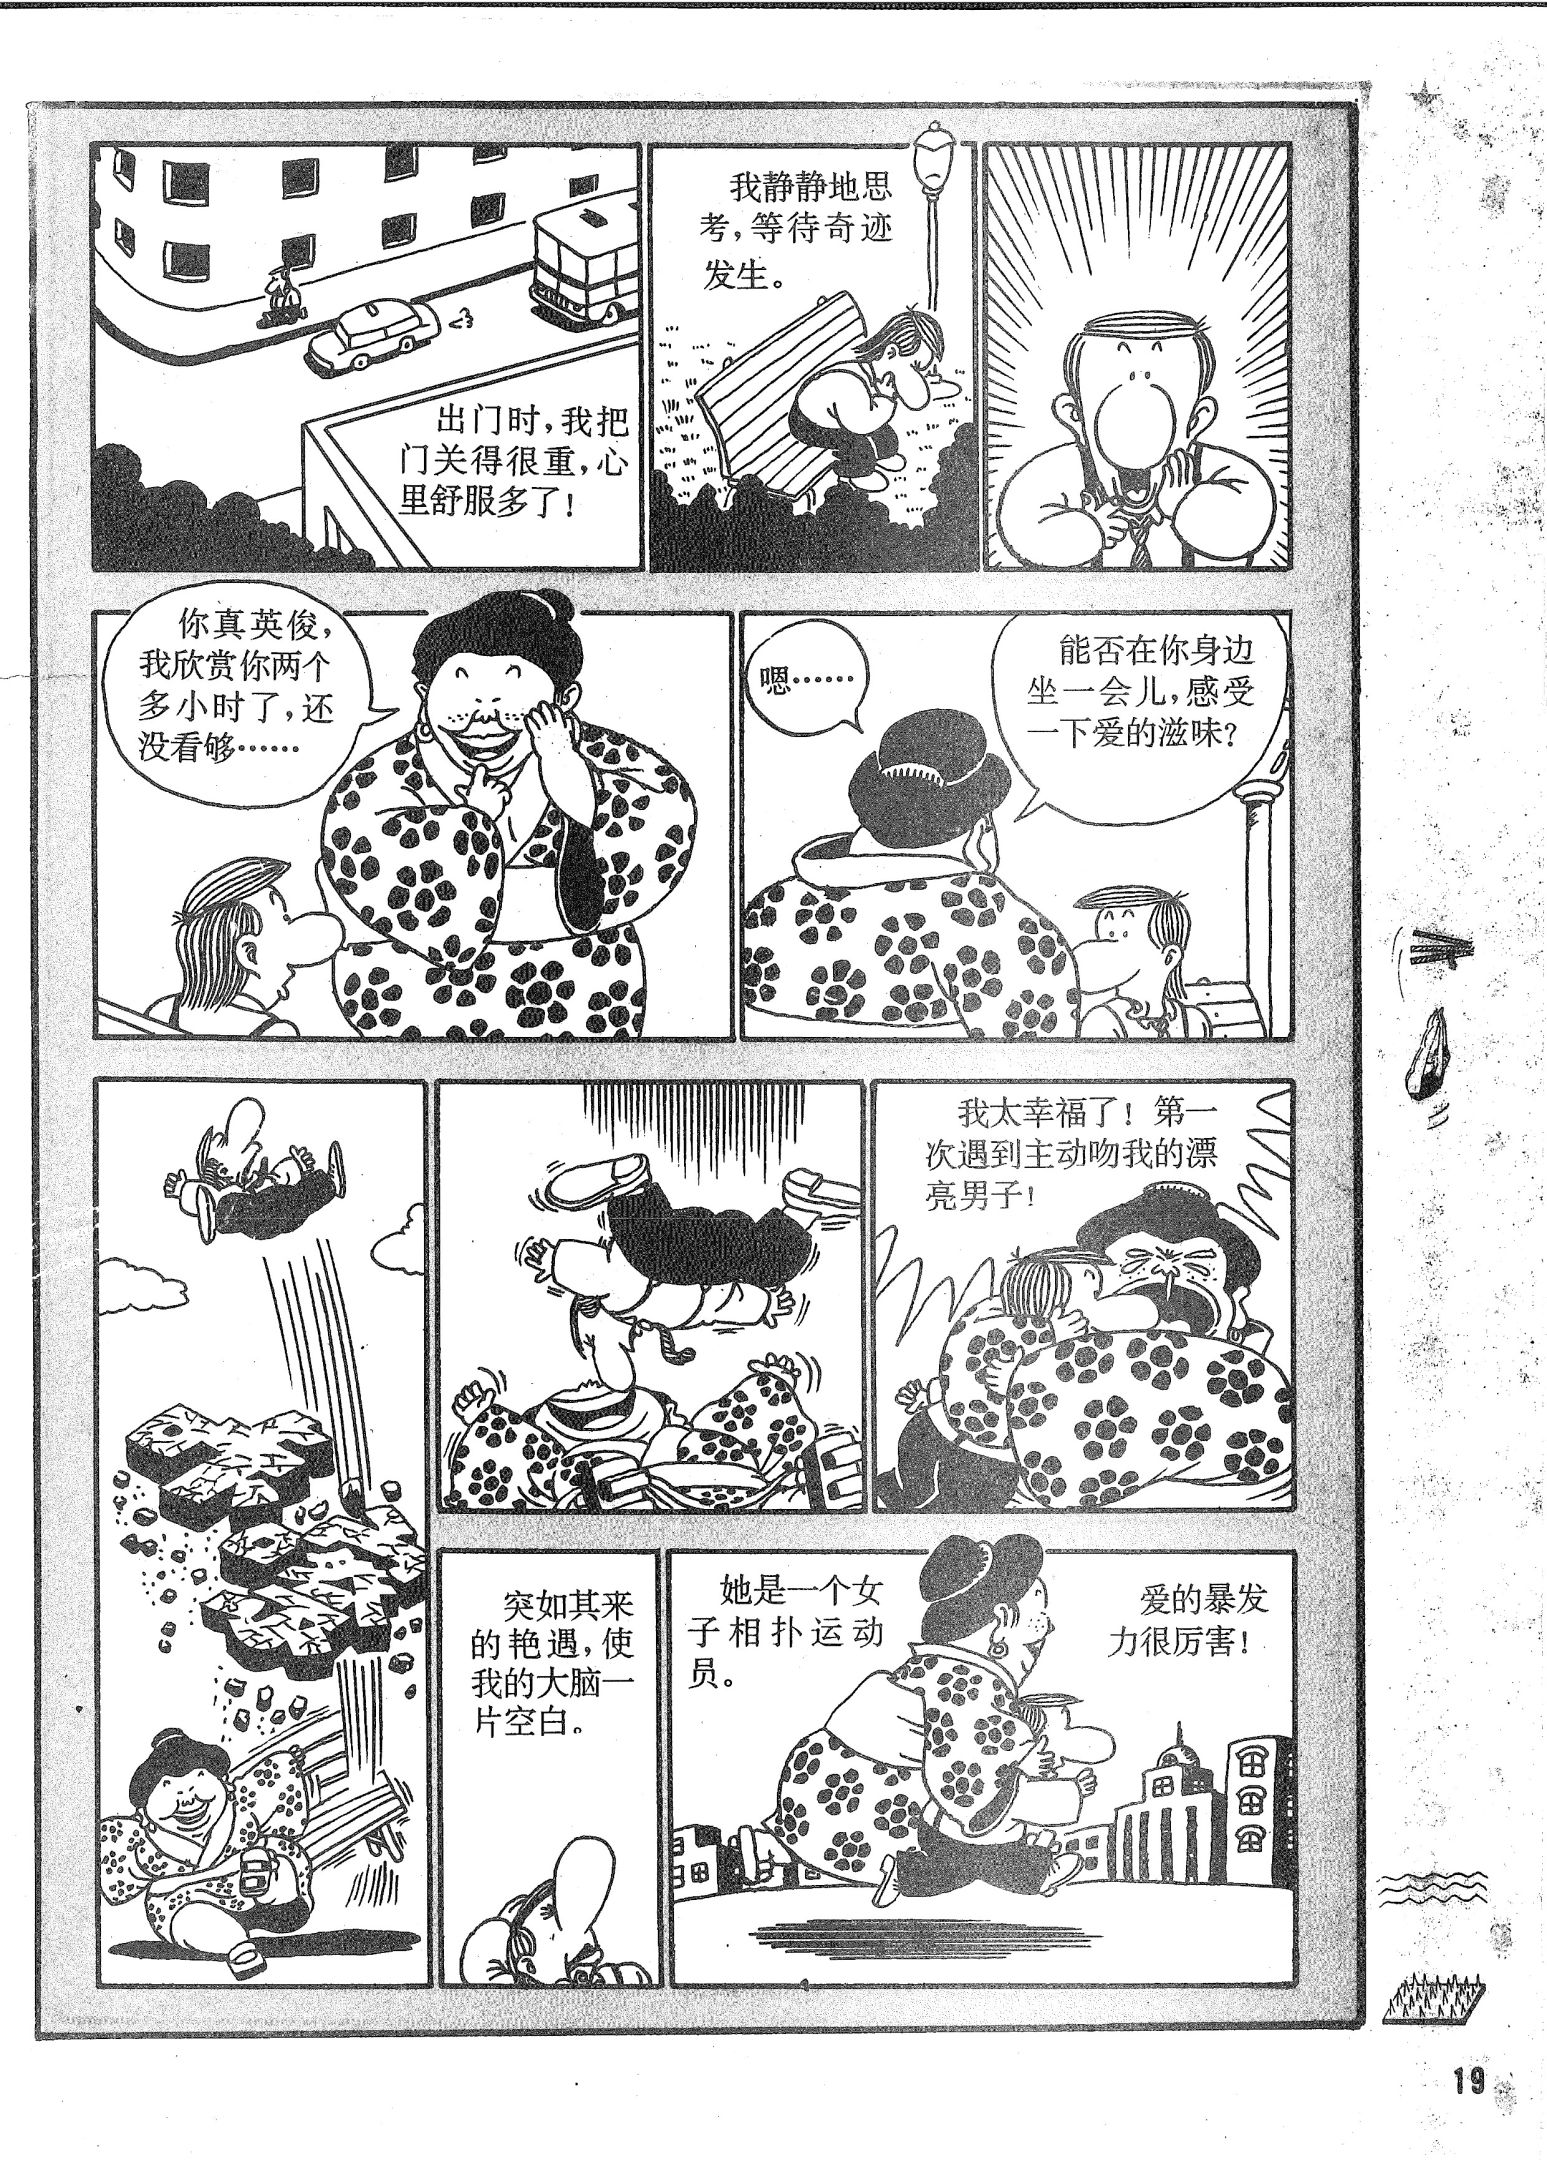 出门时，我把
门关得很重，心
里舒服多了！
我静静地思
考，等待奇迹
发生。
你真英俊，
我欣赏你两个
多小时了，还
没看够……
嗯……
能否在你身边
坐一会儿，感受
一下爱的滋味？
我太幸福了！第一
次遇到主动吻我的漂
亮男子！
突如其来
的艳遇，使
我的大脑一
片空白。
她是一个女
子相扑运动
员。
爱的暴发
力很厉害！
19